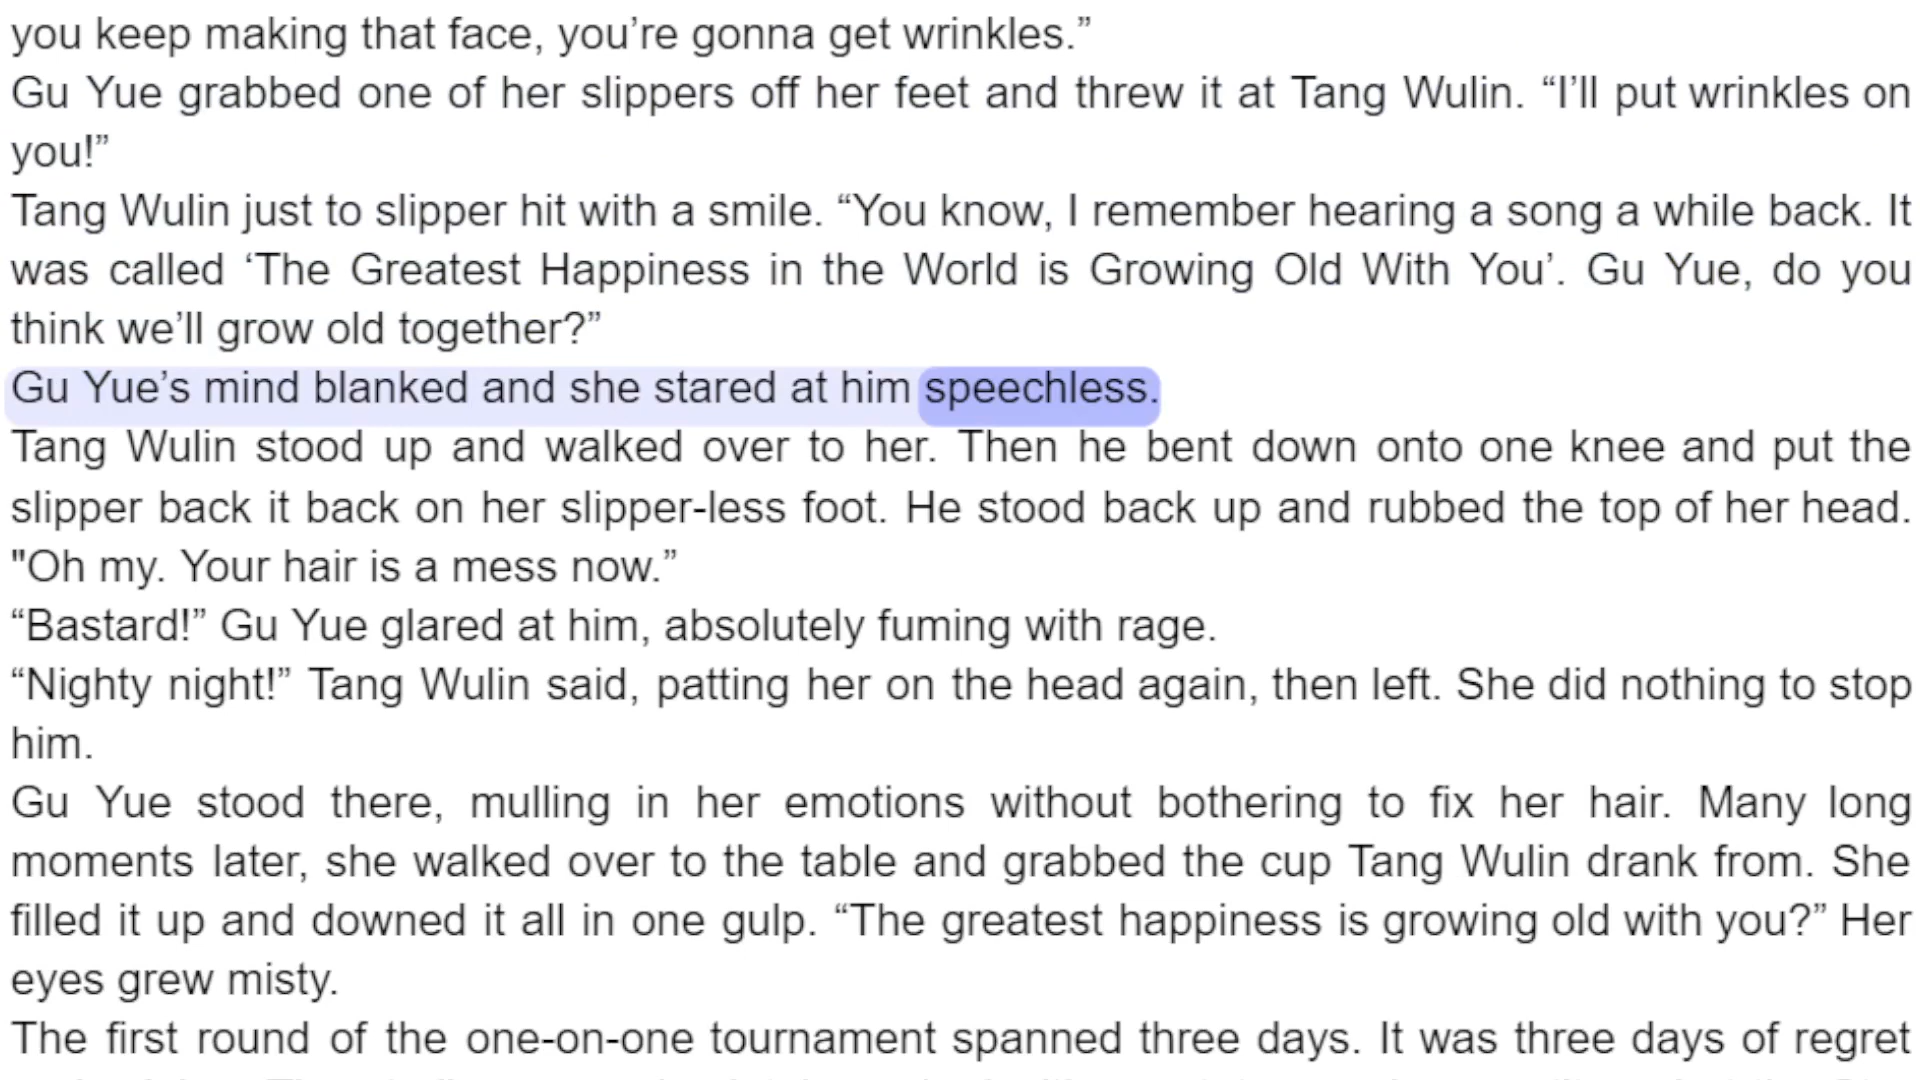 you keep making that face, you’re gonna get wrinkles.”
Gu Yue grabbed one of her slippers off her feet and threw it at Tang Wulin. “I’ll put wrinkles on
you!”
Tang Wulin just to slipper hit with a smile. “You know, I remember hearing a song a while back. It
was called ‘The Greatest Happiness in the World is Growing Old With You’. Gu Yue, do you
think we’ll grow old together?”
Gu Yue’s mind blanked and she stared at him speechless.
Tang Wulin stood up and walked over to her. Then he bent down onto one knee and put the
slipper back it back on her slipper-less foot. He stood back up and rubbed the top of her head.
"Oh my. Your hair is a mess now.”
“Bastard!” Gu Yue glared at him, absolutely fuming with rage.
“Nighty night!” Tang Wulin said, patting her on the head again, then left. She did nothing to stop
him.
Gu Yue stood there, mulling in her emotions without bothering to fix her hair. Many long
moments later, she walked over to the table and grabbed the cup Tang Wulin drank from. She
filled it up and downed it all in one gulp. “The greatest happiness is growing old with you?” Her
eyes grew misty.
The first round of the one-on-one tournament spanned three days. It was three days of regret